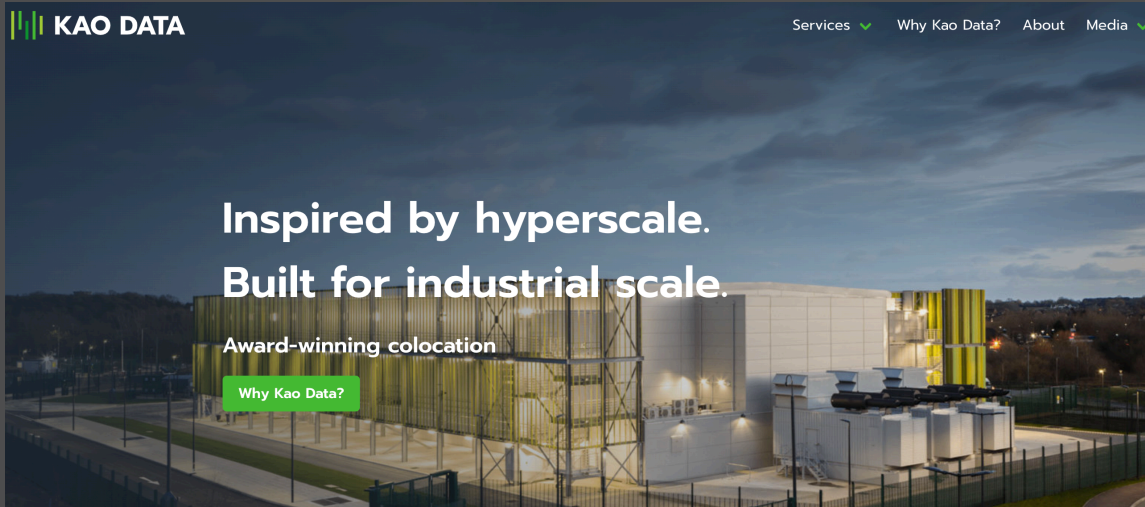 KAO DATA
Services
Why Kao Data?
About
Media
Inspired by hyperscale.
Built for industrial scale.
Award-winning colocation
Why Kao Data?